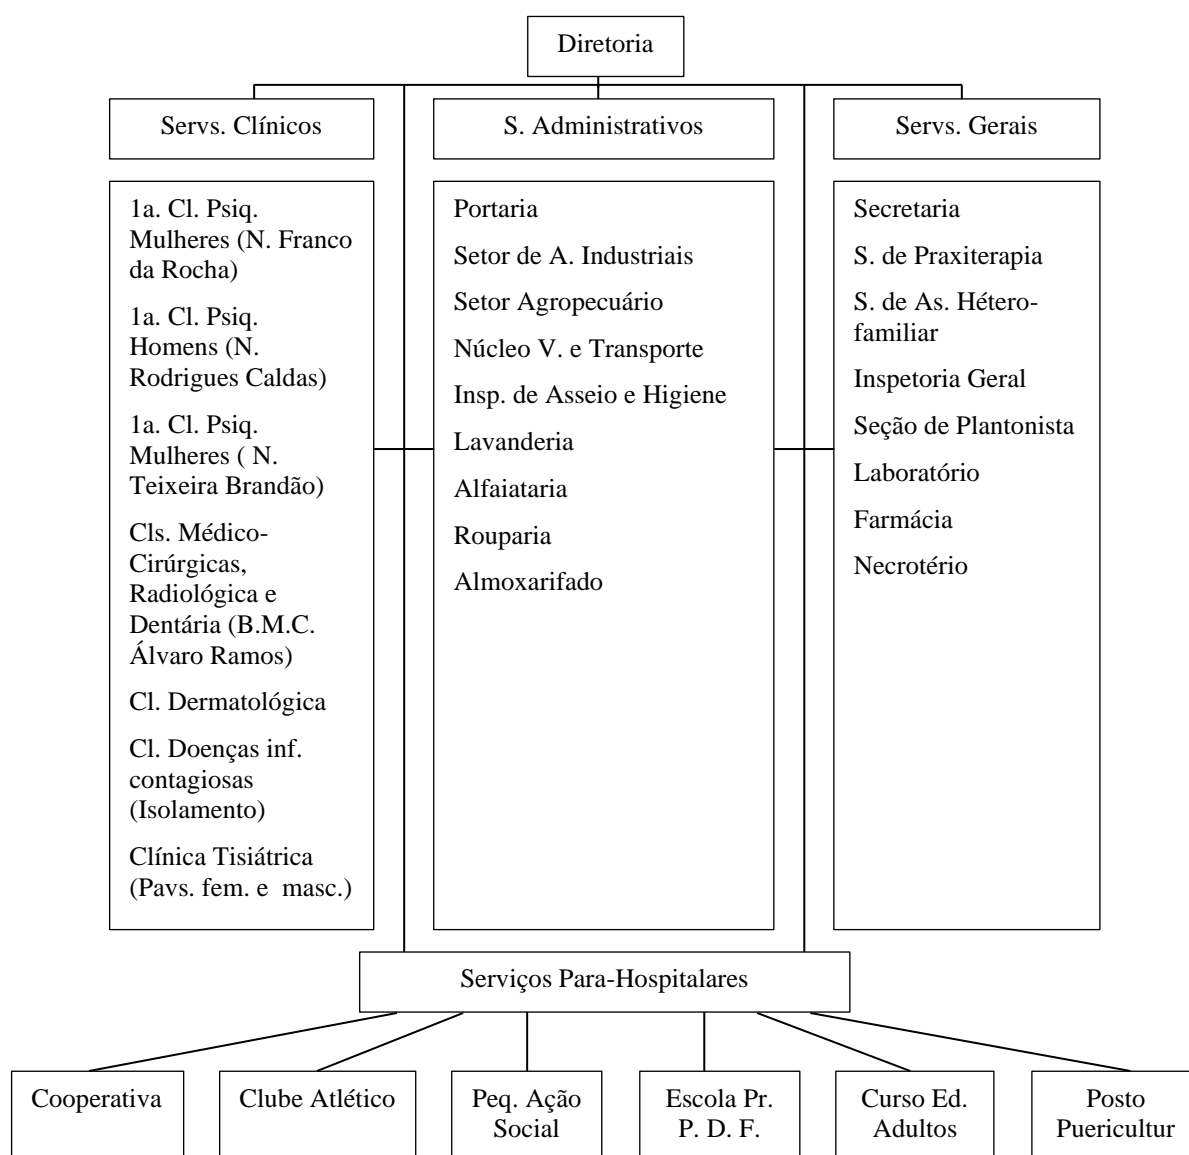 Diretoria
Servs. Clínicos
S. Administrativos
Servs. Gerais
1a. Cl. Psiq.
Mulheres (N. Franco
da Rocha)
1a. Cl. Psiq.
Homens (N.
Rodrigues Caldas)
1a. Cl. Psiq.
Mulheres ( N.
Teixeira Brandão)
Cls. Médico-
Cirúrgicas,
Radiológica e
Dentária (B.M.C.
Álvaro Ramos)
Cl. Dermatológica
Cl. Doenças inf.
contagiosas
(Isolamento)
Clínica Tisiátrica
(Pavs. fem. e masc.)
Portaria
Setor de A. Industriais
Setor Agropecuário
Núcleo V. e Transporte
Insp. de Asseio e Higiene
Lavanderia
Alfaiataria
Rouparia
Almoxarifado
Secretaria
S. de Praxiterapia
S. de As. Hétero-
familiar
Inspetoria Geral
Seção de Plantonista
Laboratório
Farmácia
Necrotério
Serviços Para-Hospitalares
Cooperativa
Clube Atlético
Peq. Ação
Social
Escola Pr.
P. D. F.
Curso Ed.
Adultos
Posto
Puericultur